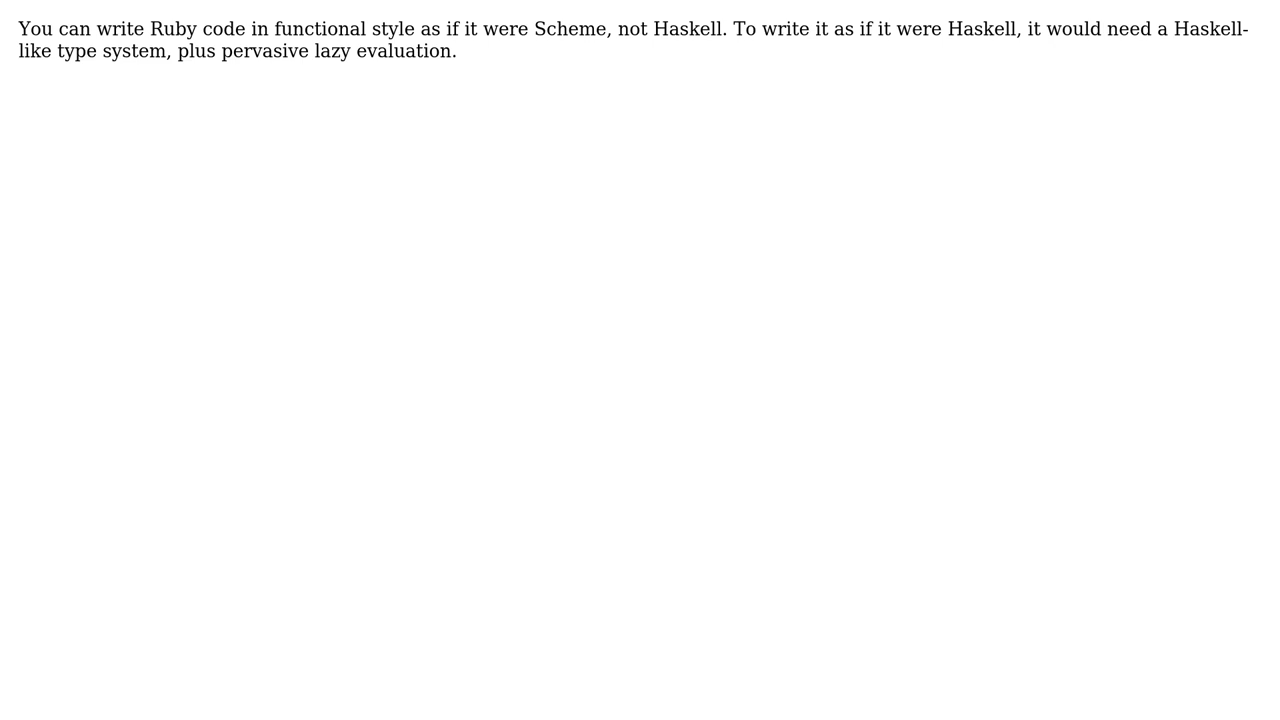 You can write Ruby code in functional style as if it were Scheme, not Haskell. To write it as if it were Haskell, it would need a Haskell-
like type system, plus pervasive lazy evaluation.